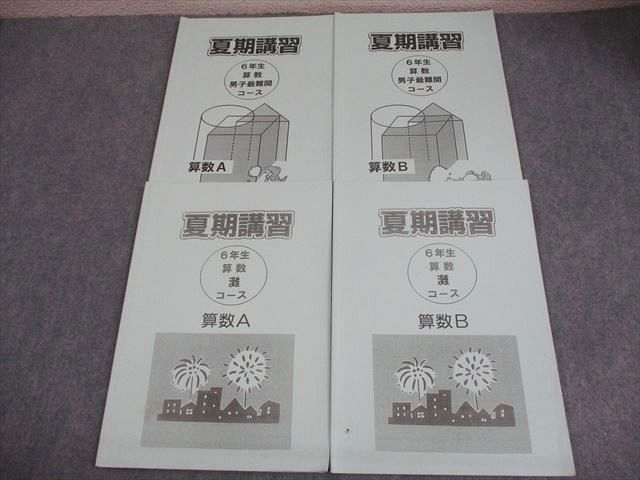 夏期講習
6年生
算数
男子最難関
コース
算数A
夏期講習
6年生
算数
男子最難関
コース
算数B
夏期講習
6年生
算数
灘
コース
算数A
夏期講習
6年生
算数
灘
コース
算数B